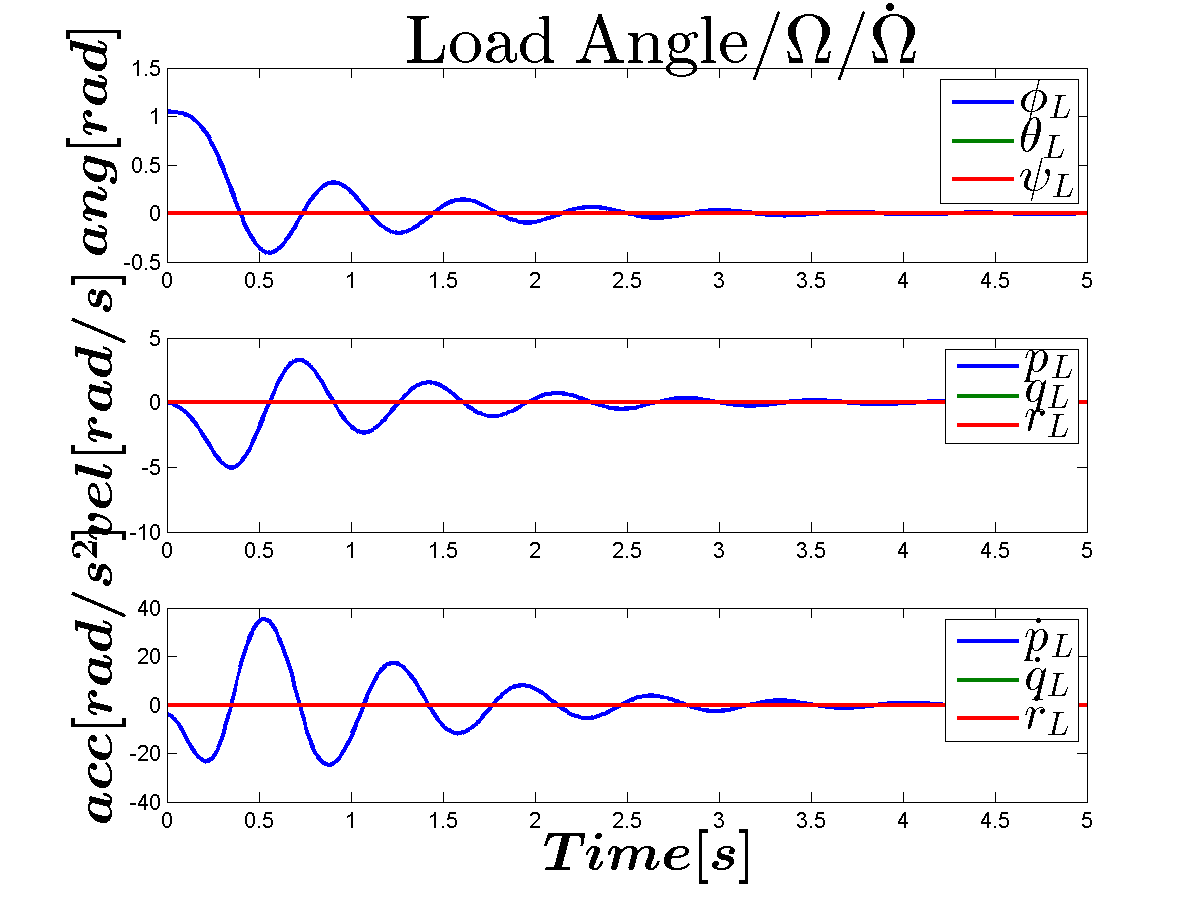 Load Angle/Ω/Ω̇
ang[rad]
1.5
1
0.5
0
-0.5
0 0.5 1 1.5 2 2.5 3 3.5 4 4.5 5
ϕ_L
θ_L
ψ_L
vel[rad/s]
5
0
-5
-10
0 0.5 1 1.5 2 2.5 3 3.5 4 4.5 5
p_L
q_L
r_L
acc[rad/s²]
40
20
0
-20
-40
0 0.5 1 1.5 2 2.5 3 3.5 4 4.5 5
ṗ_L
q̇_L
ṙ_L
Time[s]